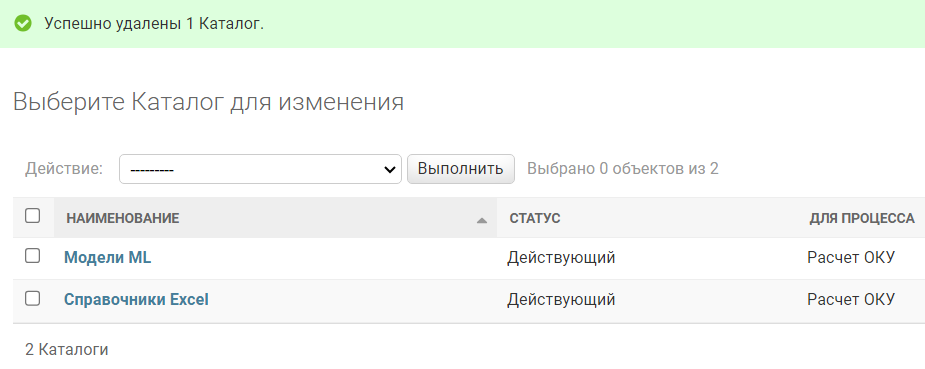 Успешно удалены 1 Каталог.
Выберите Каталог для изменения
Действие: --------- Выполнить Выбрано 0 объектов из 2
НАИМЕНОВАНИЕ СТАТУС ДЛЯ ПРОЦЕССА
Модели ML Действующий Расчет ОКУ
Справочники Excel Действующий Расчет ОКУ
2 Каталоги